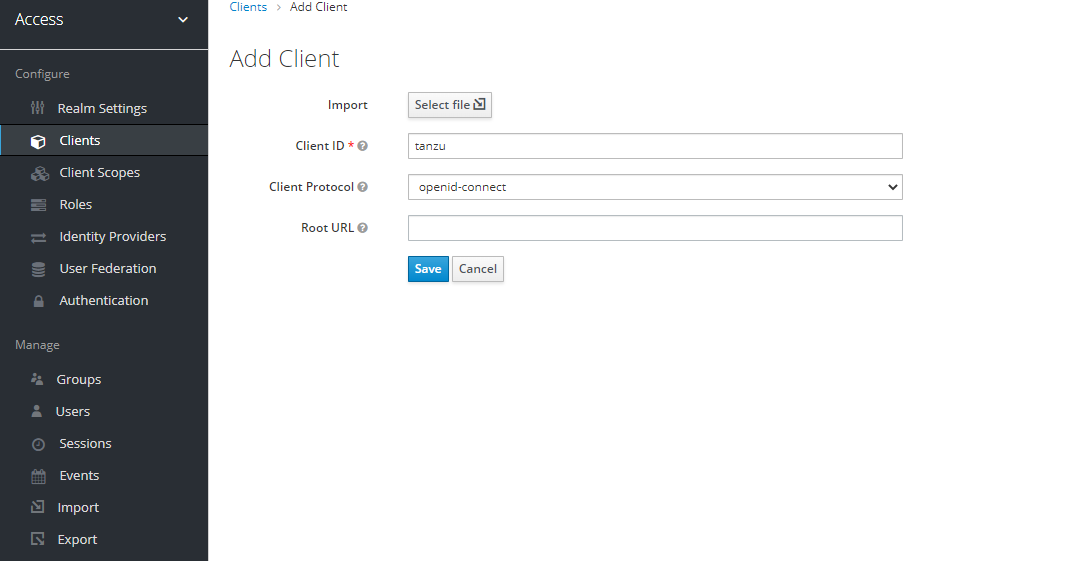 Access
Configure
Realm Settings
Clients
Client Scopes
Roles
Identity Providers
User Federation
Authentication
Manage
Groups
Users
Sessions
Events
Import
Export
Clients > Add Client
Add Client
Import Select file
Client ID * tanzu
Client Protocol openid-connect
Root URL
Save Cancel